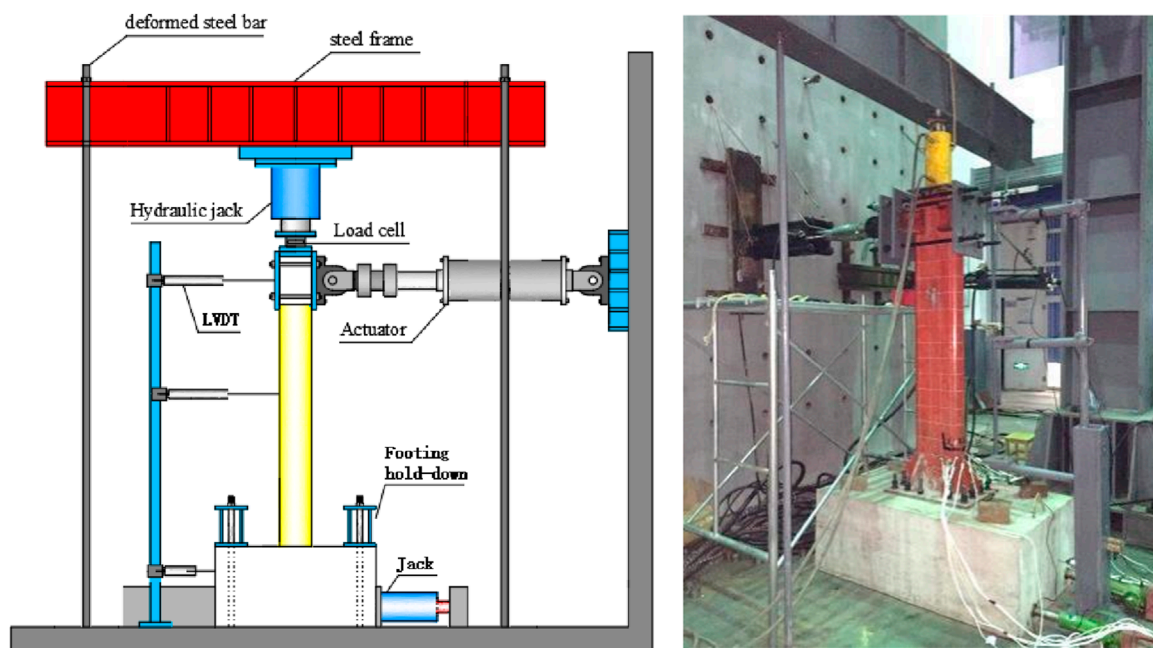 deformed steel bar
steel frame
Hydraulic jack
Load cell
LVDT
Actuator
Footing
hold-down
Jack